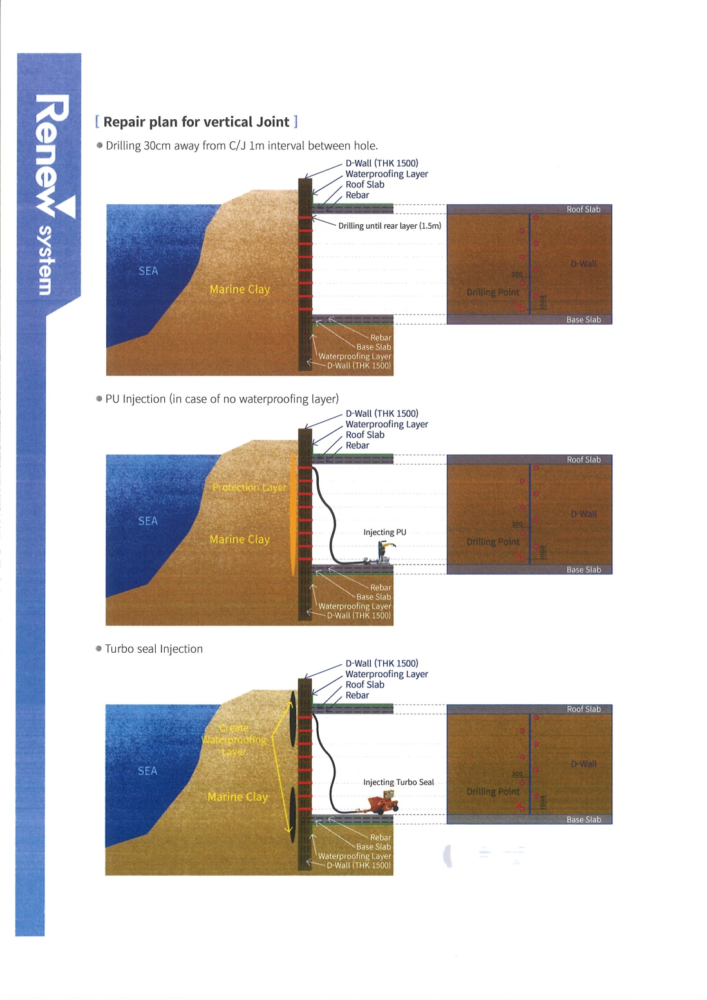 Renew system
[ Repair plan for vertical Joint ]
Drilling 30cm away from C/J 1m interval between hole.
D-Wall (THK 1500)
Waterproofing Layer
Roof Slab
Rebar
Drilling until rear layer (1.5m)
SEA
Marine Clay
Rebar
Base Slab
Waterproofing Layer
D-Wall (THK 1500)
Roof Slab
D-Wall
300
Drilling Point
1000
Base Slab
PU Injection (in case of no waterproofing layer)
D-Wall (THK 1500)
Waterproofing Layer
Roof Slab
Rebar
Protection Layer
SEA
Marine Clay
Injecting PU
Rebar
Base Slab
Waterproofing Layer
D-Wall (THK 1500)
Roof Slab
D-Wall
300
Drilling Point
1000
Base Slab
Turbo seal Injection
D-Wall (THK 1500)
Waterproofing Layer
Roof Slab
Rebar
Create
Waterproofing
Layer
SEA
Marine Clay
Injecting Turbo Seal
Rebar
Base Slab
Waterproofing Layer
D-Wall (THK 1500)
Roof Slab
D-Wall
300
Drilling Point
1000
Base Slab